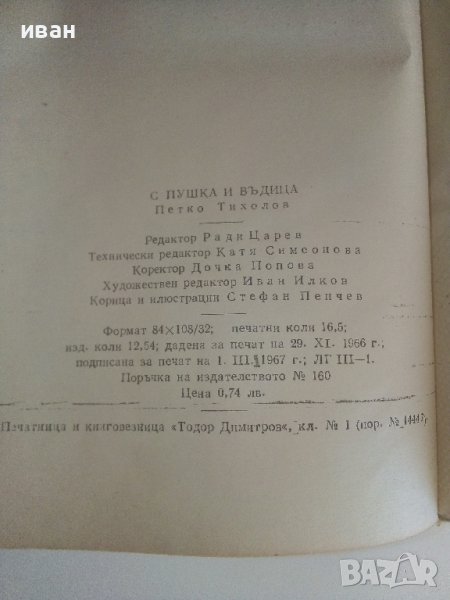 иван
С ПУШКА И ВЪДИЦА
Петко Тихолов
Редактор Ради Царев
Технически редактор Катя Симеонова
Коректор Дочка Попова
Художествен редактор Иван Илков
Корица и илюстрации Стефан Пенчев
Формат 84×108/32; печатни коли 16,5;
изд. коли 12,54; дадена за печат на 29. XI. 1966 г.;
подписана за печат на 1. III. 1967 г.; ЛГ III—1.
Поръчка на издателството № 160
Цена 0,74 лв.
Печатница и книговезница «Тодор Димитров«, кл. № 1 (пор. № 14447)
BAZAR